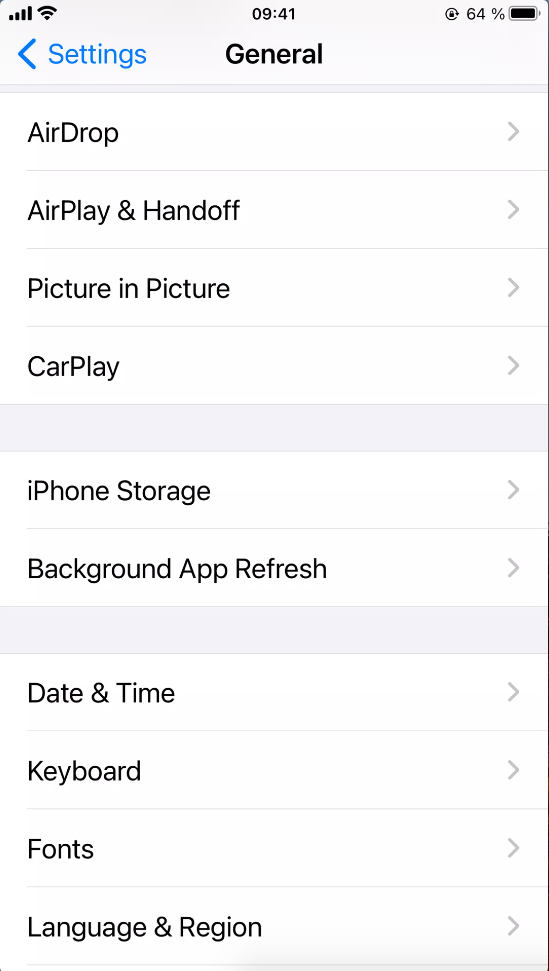 09:41
64 %
Settings
General
AirDrop
AirPlay & Handoff
Picture in Picture
CarPlay
iPhone Storage
Background App Refresh
Date & Time
Keyboard
Fonts
Language & Region